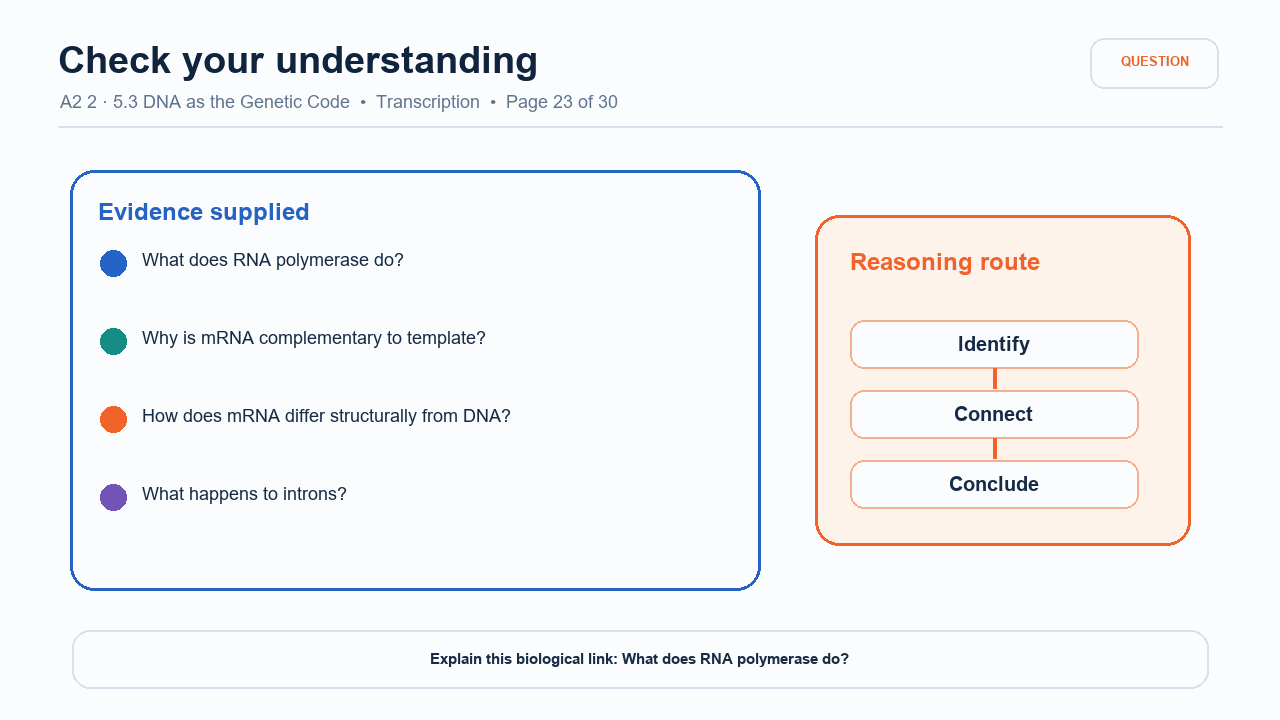 Check your understanding
QUESTION
A2 2 · 5.3 DNA as the Genetic Code • Transcription • Page 23 of 30
Evidence supplied
What does RNA polymerase do?
Why is mRNA complementary to template?
How does mRNA differ structurally from DNA?
What happens to introns?
Reasoning route
Identify
Connect
Conclude
Explain this biological link: What does RNA polymerase do?